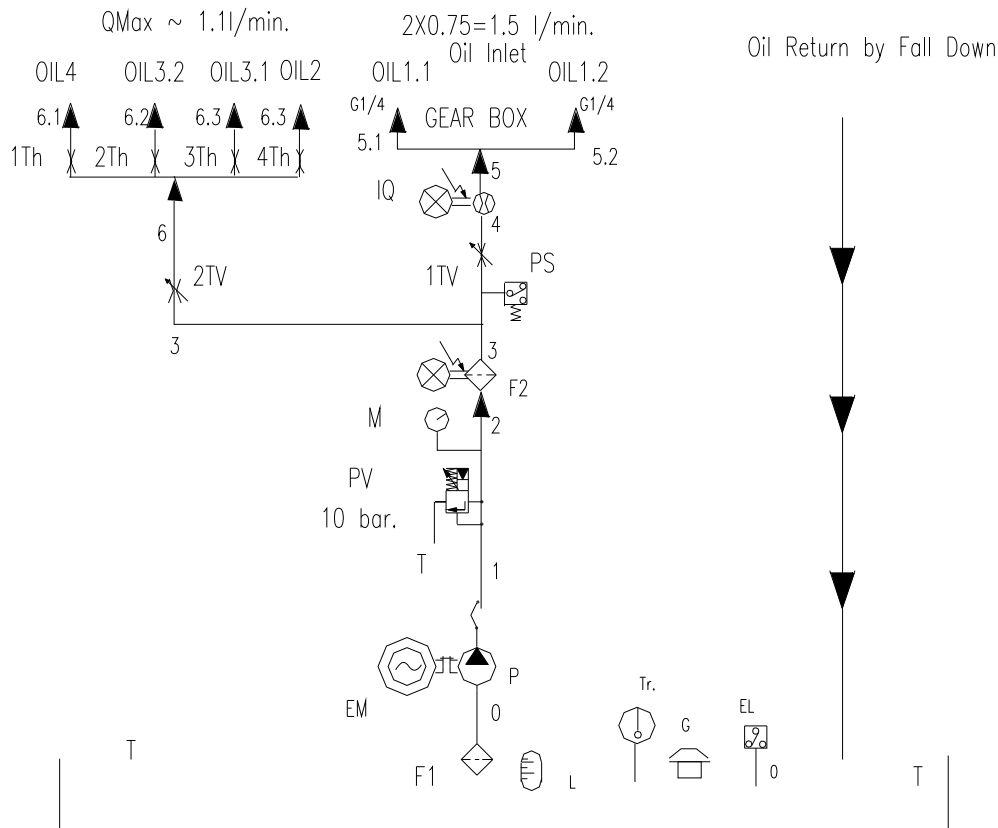 QMax ~ 1.1l/min.
2X0.75=1.5 l/min.
Oil Inlet
Oil Return by Fall Down
OIL4 OIL3.2 OIL3.1 OIL2 OIL1.1 OIL1.2
G1/4 G1/4
6.1 6.2 6.3 6.3 GEAR BOX
5.1 5.2
1Th 2Th 3Th 4Th
5
IQ
4
6
2TV 1TV PS
3
3
F2
M
2
PV
10 bar.
T
1
P
EM 0
Tr.
G
EL
T
F1 L 0 T